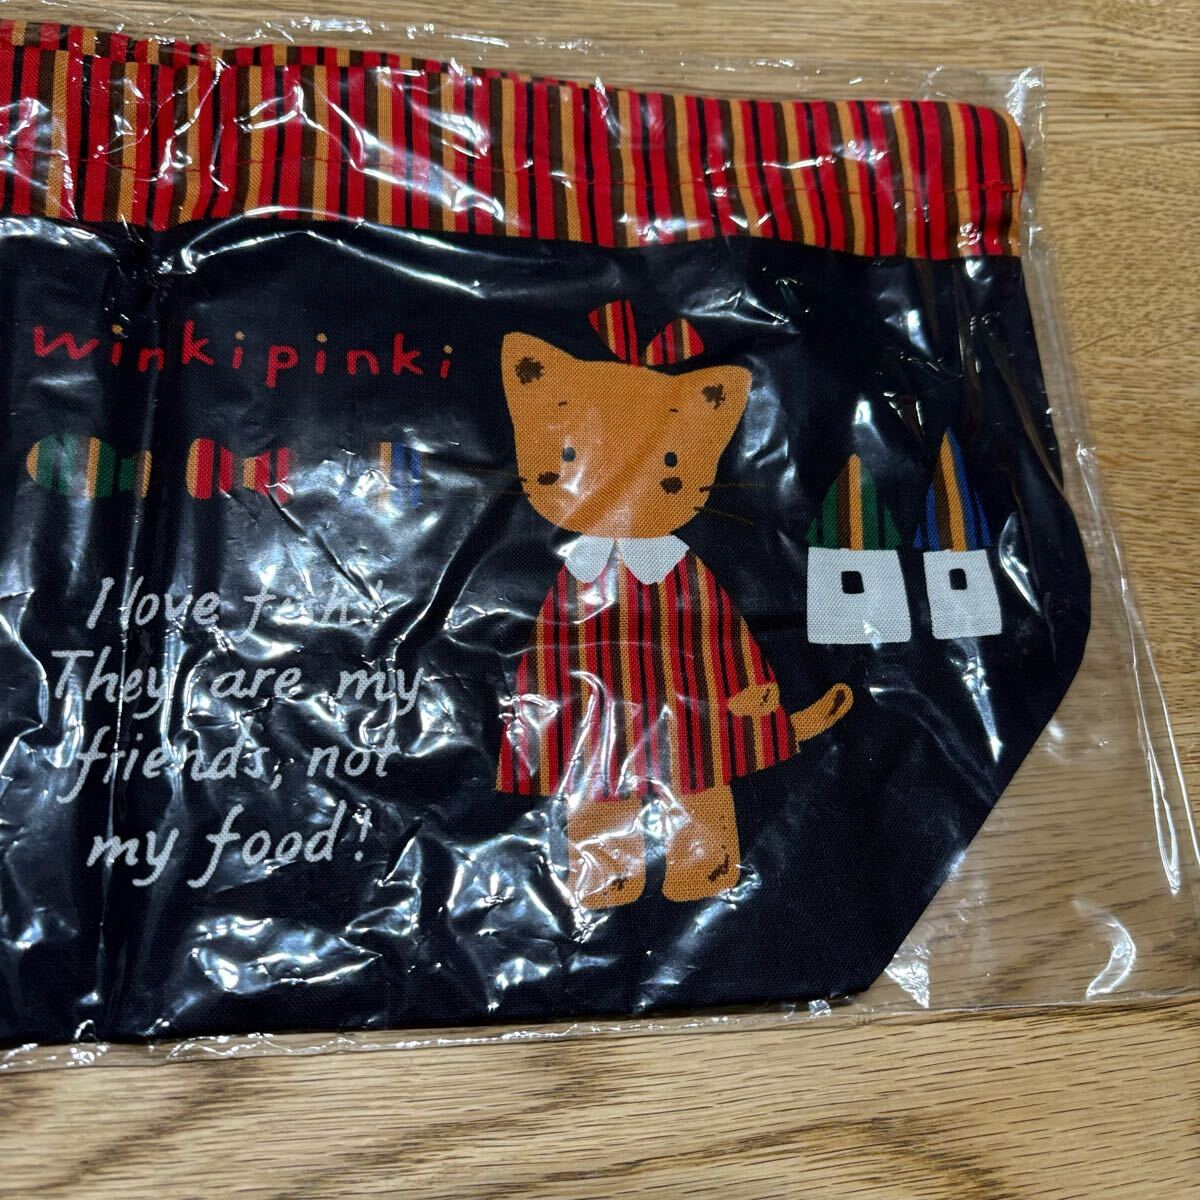 winkipinki
I love fish!
They are my
friends, not
my food!